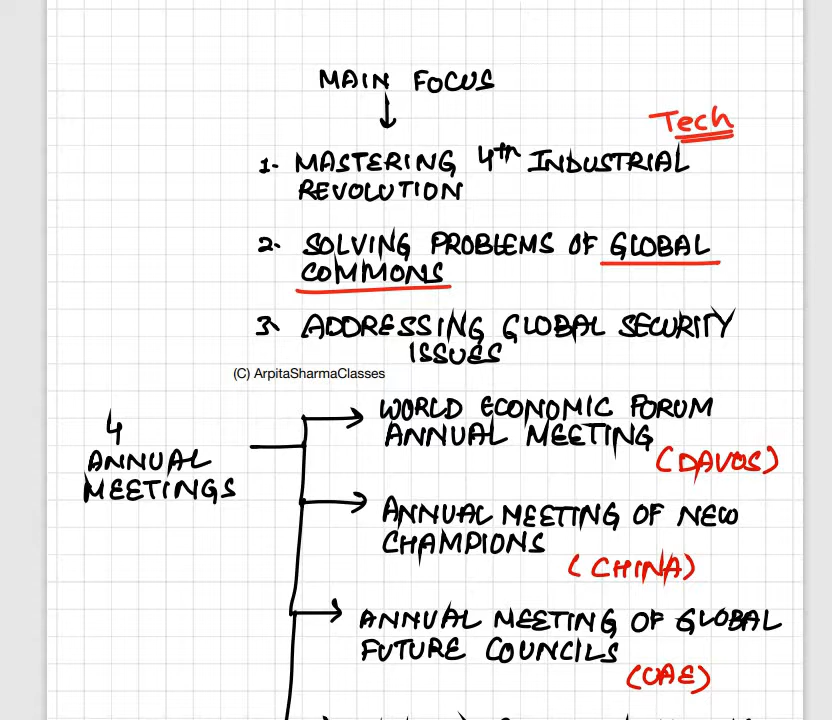 MAIN FOCUS
Tech
1. MASTERING 4th INDUSTRIAL
REVOLUTION
2. SOLVING PROBLEMS OF GLOBAL
COMMONS
3. ADDRESSING GLOBAL SECURITY
ISSUES
(C) ArpitaSharmaClasses
4
ANNUAL
MEETINGS
WORLD ECONOMIC FORUM
ANNUAL MEETING
(DAVOS)
ANNUAL MEETING OF NEW
CHAMPIONS
(CHINA)
ANNUAL MEETING OF GLOBAL
FUTURE COUNCILS
(UAE)